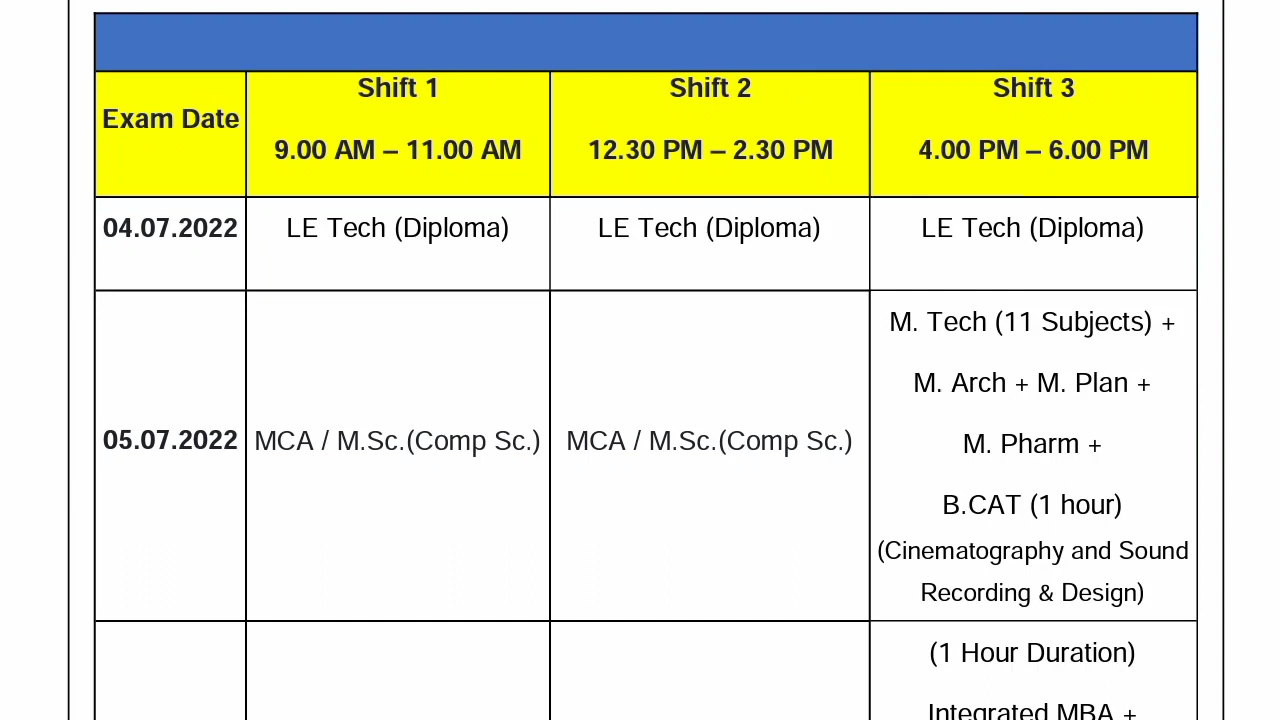 Exam Date
Shift 1
9.00 AM – 11.00 AM
Shift 2
12.30 PM – 2.30 PM
Shift 3
4.00 PM – 6.00 PM
04.07.2022
LE Tech (Diploma)
LE Tech (Diploma)
LE Tech (Diploma)
05.07.2022
MCA / M.Sc.(Comp Sc.)
MCA / M.Sc.(Comp Sc.)
M. Tech (11 Subjects) +
M. Arch + M. Plan +
M. Pharm +
B.CAT (1 hour)
(Cinematography and Sound
Recording & Design)
(1 Hour Duration)
Integrated MBA +